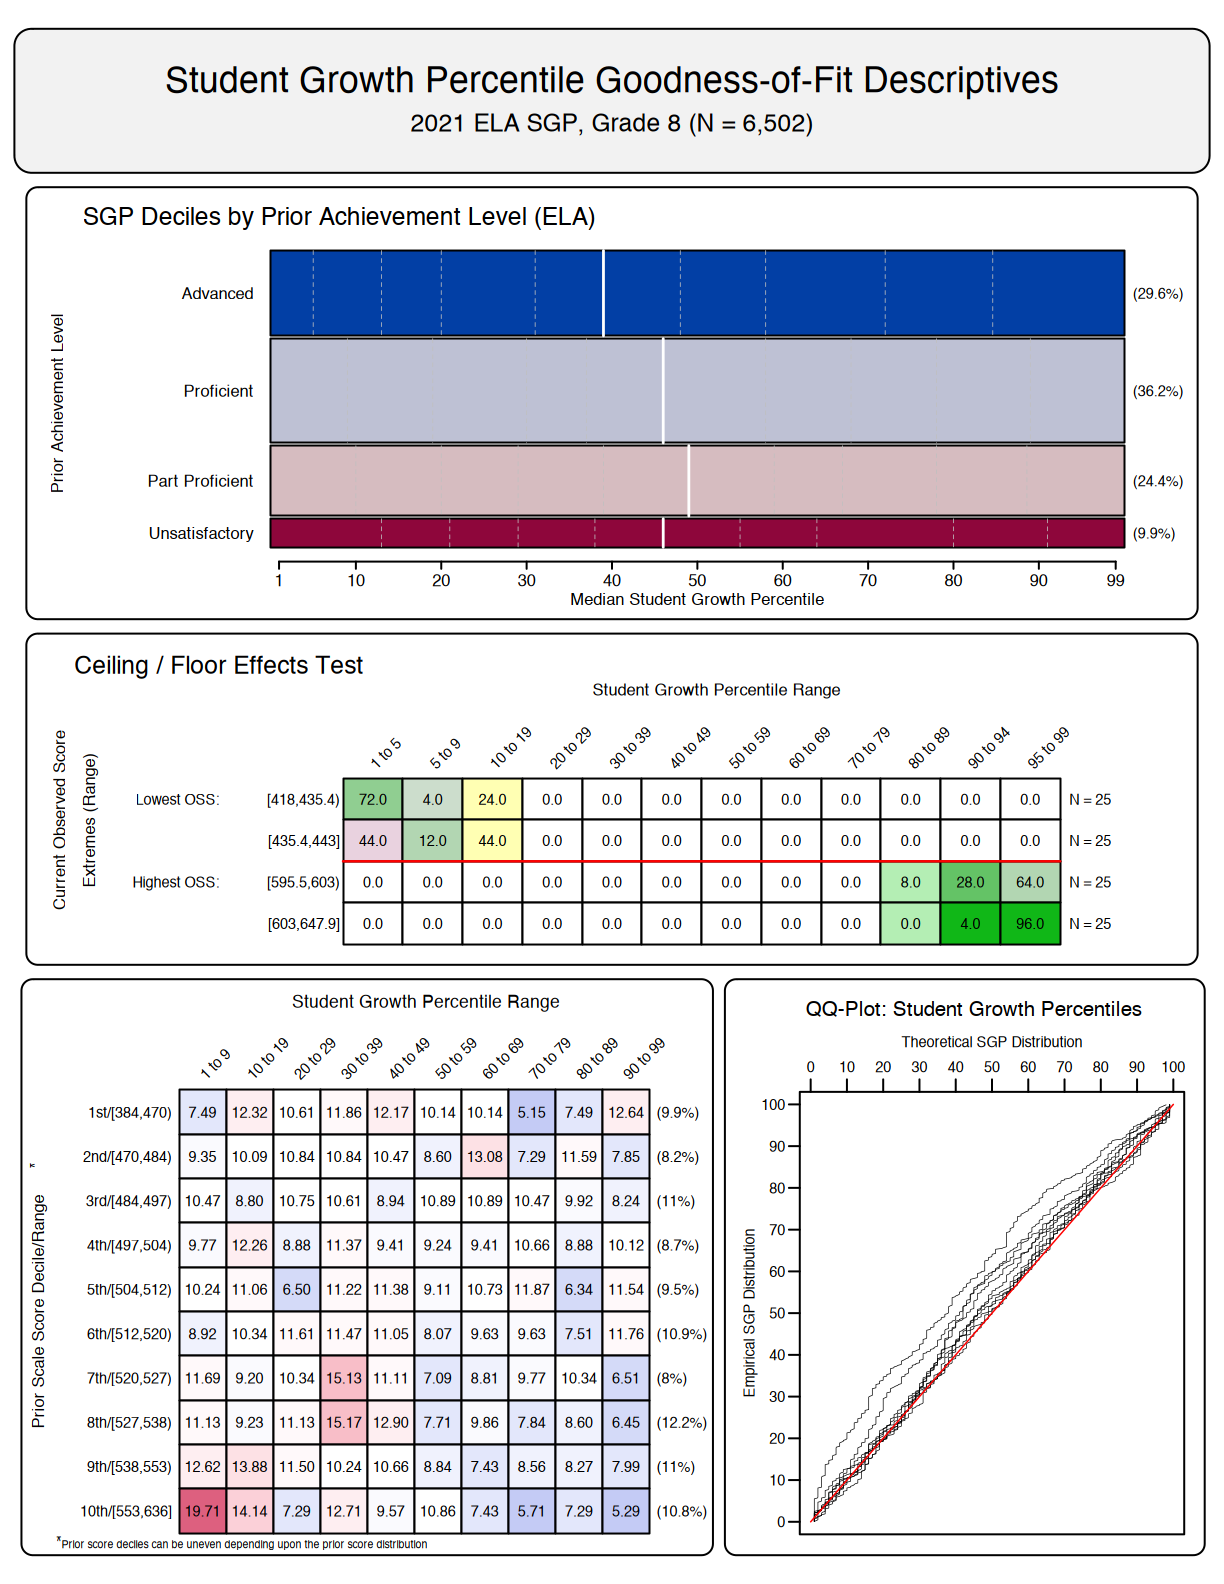 Student Growth Percentile Goodness-of-Fit Descriptives
2021 ELA SGP, Grade 8 (N = 6,502)
SGP Deciles by Prior Achievement Level (ELA)
Prior Achievement Level
Advanced (29.6%)
Proficient (36.2%)
Part Proficient (24.4%)
Unsatisfactory (9.9%)
1 10 20 30 40 50 60 70 80 90 99
Median Student Growth Percentile
Ceiling / Floor Effects Test
Student Growth Percentile Range
Current Observed Score
Extremes (Range)
1 to 5 5 to 9 10 to 19 20 to 29 30 to 39 40 to 49 50 to 59 60 to 69 70 to 79 80 to 89 90 to 94 95 to 99
Lowest OSS: [418,435.4) 72.0 4.0 24.0 0.0 0.0 0.0 0.0 0.0 0.0 0.0 0.0 0.0 N = 25
[435.4,443] 44.0 12.0 44.0 0.0 0.0 0.0 0.0 0.0 0.0 0.0 0.0 0.0 N = 25
Highest OSS: [595.5,603) 0.0 0.0 0.0 0.0 0.0 0.0 0.0 0.0 0.0 8.0 28.0 64.0 N = 25
[603,647.9] 0.0 0.0 0.0 0.0 0.0 0.0 0.0 0.0 0.0 0.0 4.0 96.0 N = 25
Student Growth Percentile Range
Prior Scale Score Decile/Range *
1 to 9 10 to 19 20 to 29 30 to 39 40 to 49 50 to 59 60 to 69 70 to 79 80 to 89 90 to 99
1st/[384,470) 7.49 12.32 10.61 11.86 12.17 10.14 10.14 5.15 7.49 12.64 (9.9%)
2nd/[470,484) 9.35 10.09 10.84 10.84 10.47 8.60 13.08 7.29 11.59 7.85 (8.2%)
3rd/[484,497) 10.47 8.80 10.75 10.61 8.94 10.89 10.89 10.47 9.92 8.24 (11%)
4th/[497,504) 9.77 12.26 8.88 11.37 9.41 9.24 9.41 10.66 8.88 10.12 (8.7%)
5th/[504,512) 10.24 11.06 6.50 11.22 11.38 9.11 10.73 11.87 6.34 11.54 (9.5%)
6th/[512,520) 8.92 10.34 11.61 11.47 11.05 8.07 9.63 9.63 7.51 11.76 (10.9%)
7th/[520,527) 11.69 9.20 10.34 15.13 11.11 7.09 8.81 9.77 10.34 6.51 (8%)
8th/[527,538) 11.13 9.23 11.13 15.17 12.90 7.71 9.86 7.84 8.60 6.45 (12.2%)
9th/[538,553) 12.62 13.88 11.50 10.24 10.66 8.84 7.43 8.56 8.27 7.99 (11%)
10th/[553,636] 19.71 14.14 7.29 12.71 9.57 10.86 7.43 5.71 7.29 5.29 (10.8%)
*Prior score deciles can be uneven depending upon the prior score distribution
QQ-Plot: Student Growth Percentiles
Theoretical SGP Distribution
0 10 20 30 40 50 60 70 80 90 100
Empirical SGP Distribution
100
90
80
70
60
50
40
30
20
10
0